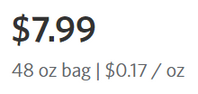 $7.99
48 oz bag | $0.17 / oz